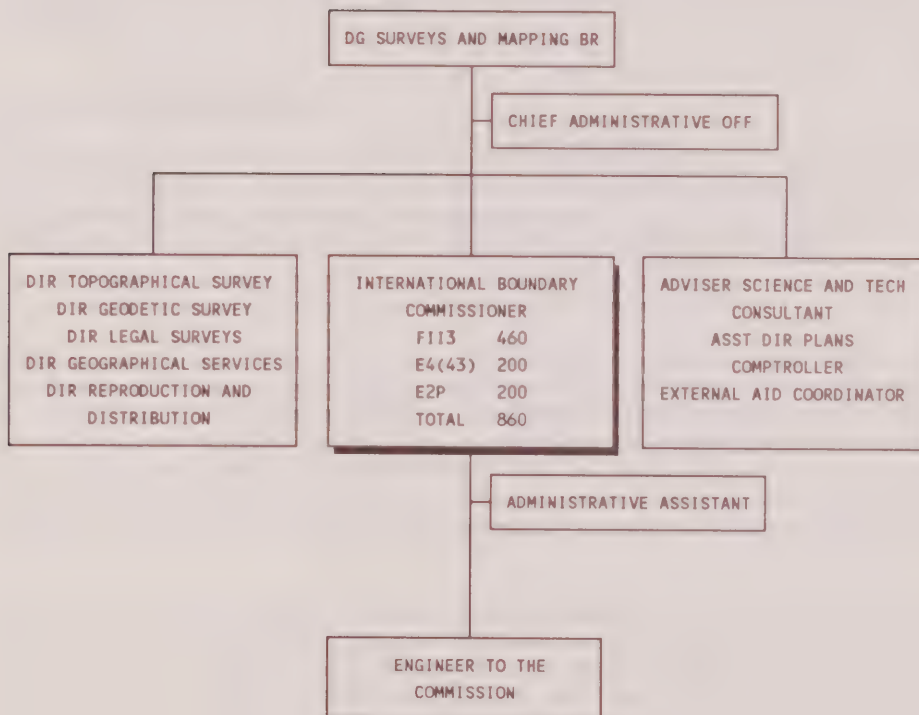 DG SURVEYS AND MAPPING BR
CHIEF ADMINISTRATIVE OFF
DIR TOPOGRAPHICAL SURVEY
DIR GEODETIC SURVEY
DIR LEGAL SURVEYS
DIR GEOGRAPHICAL SERVICES
DIR REPRODUCTION AND
DISTRIBUTION
INTERNATIONAL BOUNDARY
COMMISSIONER
FII3 460
E4(43) 200
E2P 200
TOTAL 860
ADVISER SCIENCE AND TECH
CONSULTANT
ASST DIR PLANS
COMPTROLLER
EXTERNAL AID COORDINATOR
ADMINISTRATIVE ASSISTANT
ENGINEER TO THE
COMMISSION